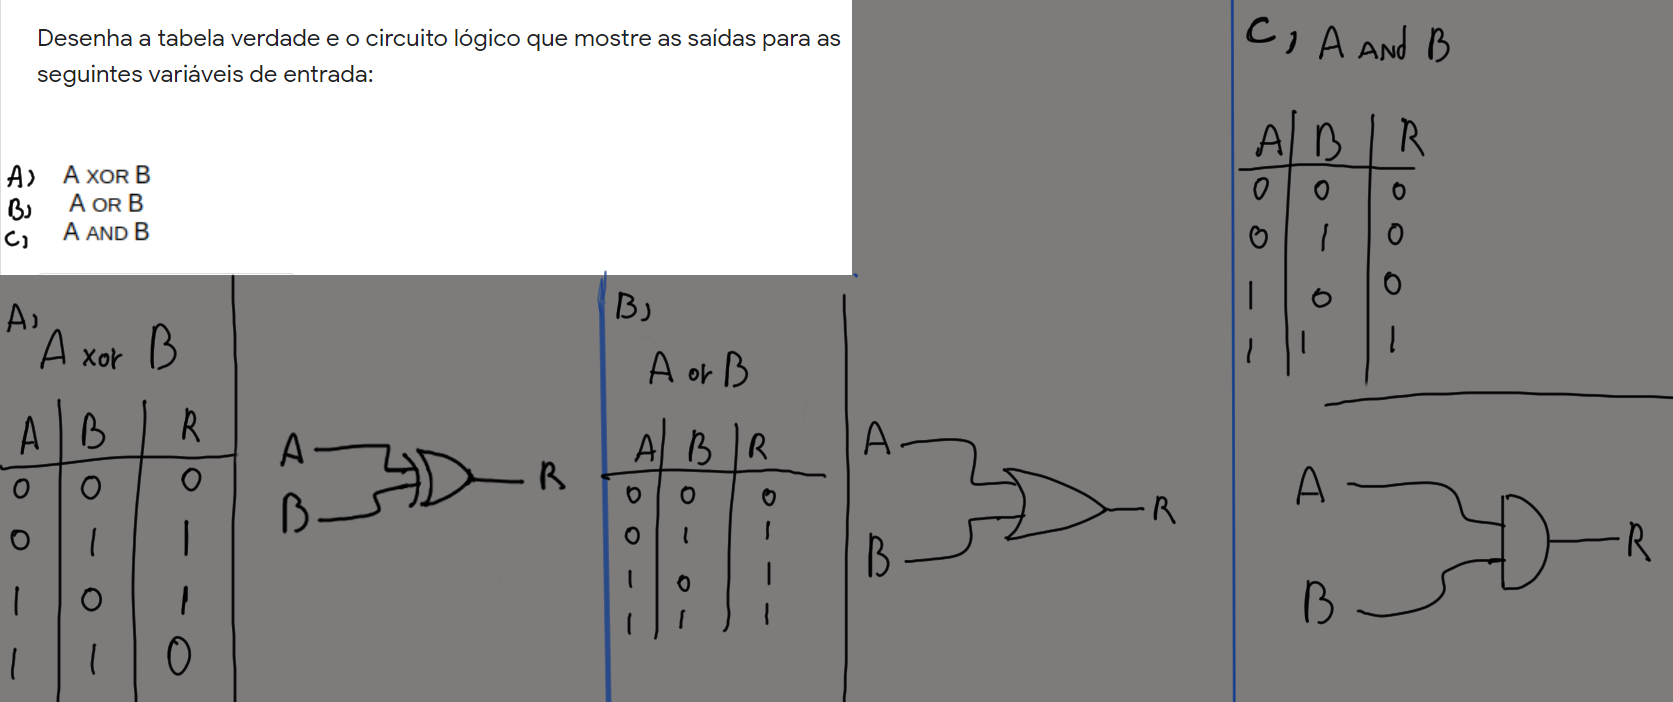 Desenha a tabela verdade e o circuito lógico que mostre as saídas para as
seguintes variáveis de entrada:
A) A XOR B
B) A OR B
C) A AND B
A)
A xor B
A B R
0 0 0
0 1 1
1 0 1
1 1 0
A
B
R
B)
A or B
A B R
0 0 0
0 1 1
1 0 1
1 1 1
A
B
R
C) A AND B
A B R
0 0 0
0 1 0
1 0 0
1 1 1
A
B
R